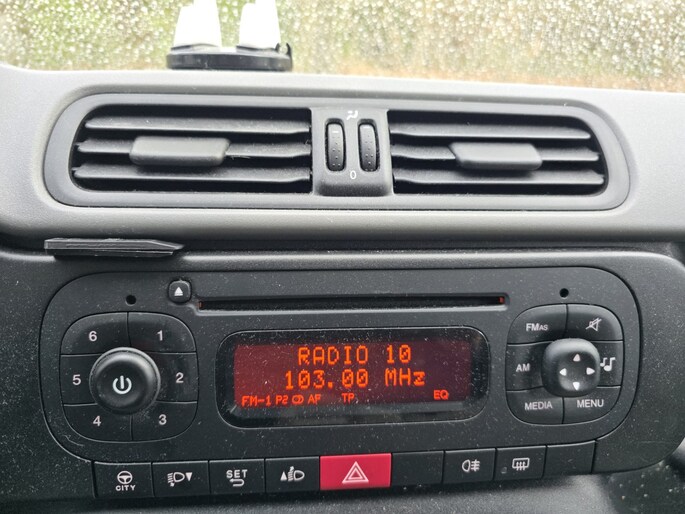 0
6 1
5 2
4 3
RADIO 10
103.00 MHz
FM-1 P2 CD AF TP EQ
FMAS
AM
MEDIA MENU
CITY
SET